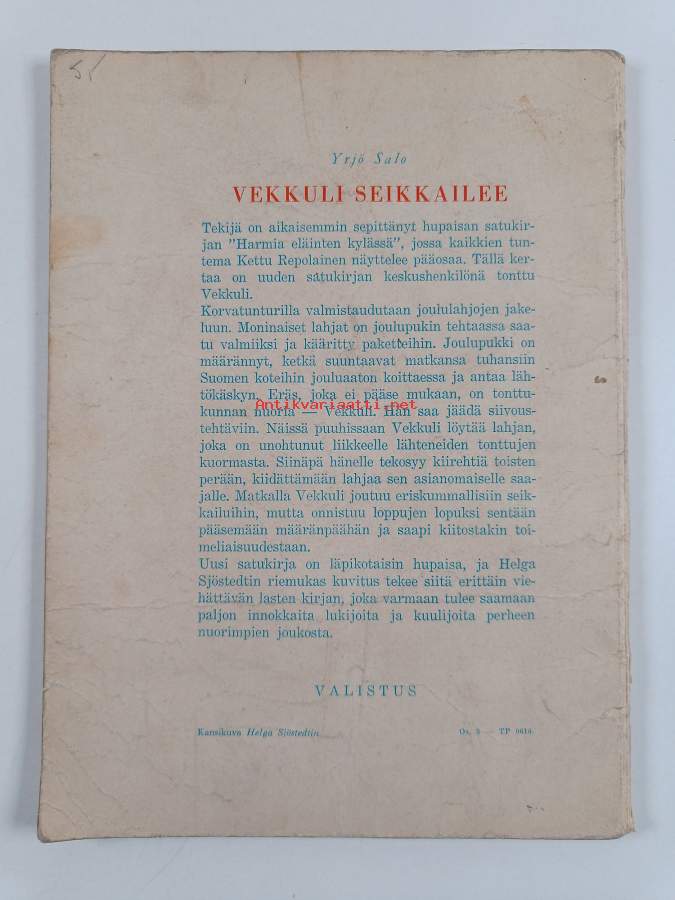 55
Yrjö Salo
VEKKULI SEIKKAILEE
Tekijä on aikaisemmin sepittänyt hupaisan satukir-
jan "Harmia eläinten kylässä", jossa kaikkien tun-
tema Kettu Repolainen näyttelee pääosaa. Tällä ker-
taa on uuden satukirjan keskushenkilönä tonttu
Vekkuli.
Korvatunturilla valmistaudutaan joululahjojen jake-
luun. Moninaiset lahjat on joulupukin tehtaassa saa-
tu valmiiksi ja kääritty paketteihin. Joulupukki on
määrännyt, ketkä suuntaavat matkansa tuhansiin
Suomen koteihin jouluaaton koittaessa ja antaa läh-
tökäskyn. Eräs, joka ei pääse mukaan, on tonttu-
Antikvariaatti.net
kunnan nuorin — Vekkuli. Hän saa jäädä siivous-
tehtäviin. Näissä puuhissaan Vekkuli löytää lahjan,
joka on unohtunut liikkeelle lähteneiden tonttujen
kuormasta. Siinäpä hänelle tekosyy kiirehtiä toisten
perään, kiidättämään lahjaa sen asianomaiselle saa-
jalle. Matkalla Vekkuli joutuu eriskummallisiin seik-
kailuihin, mutta onnistuu loppujen lopuksi sentään
pääsemään määränpäähän ja saapi kiitostakin toi-
meliaisuudestaan.
Uusi satukirja on läpikotaisin hupaisa, ja Helga
Sjöstedtin riemukas kuvitus tekee siitä erittäin vie-
hättävän lasten kirjan, joka varmaan tulee saamaan
paljon innokkaita lukijoita ja kuulijoita perheen
nuorimpien joukosta.
VALISTUS
Kansikuva Helga Sjöstedtin
Os. 3 — TP